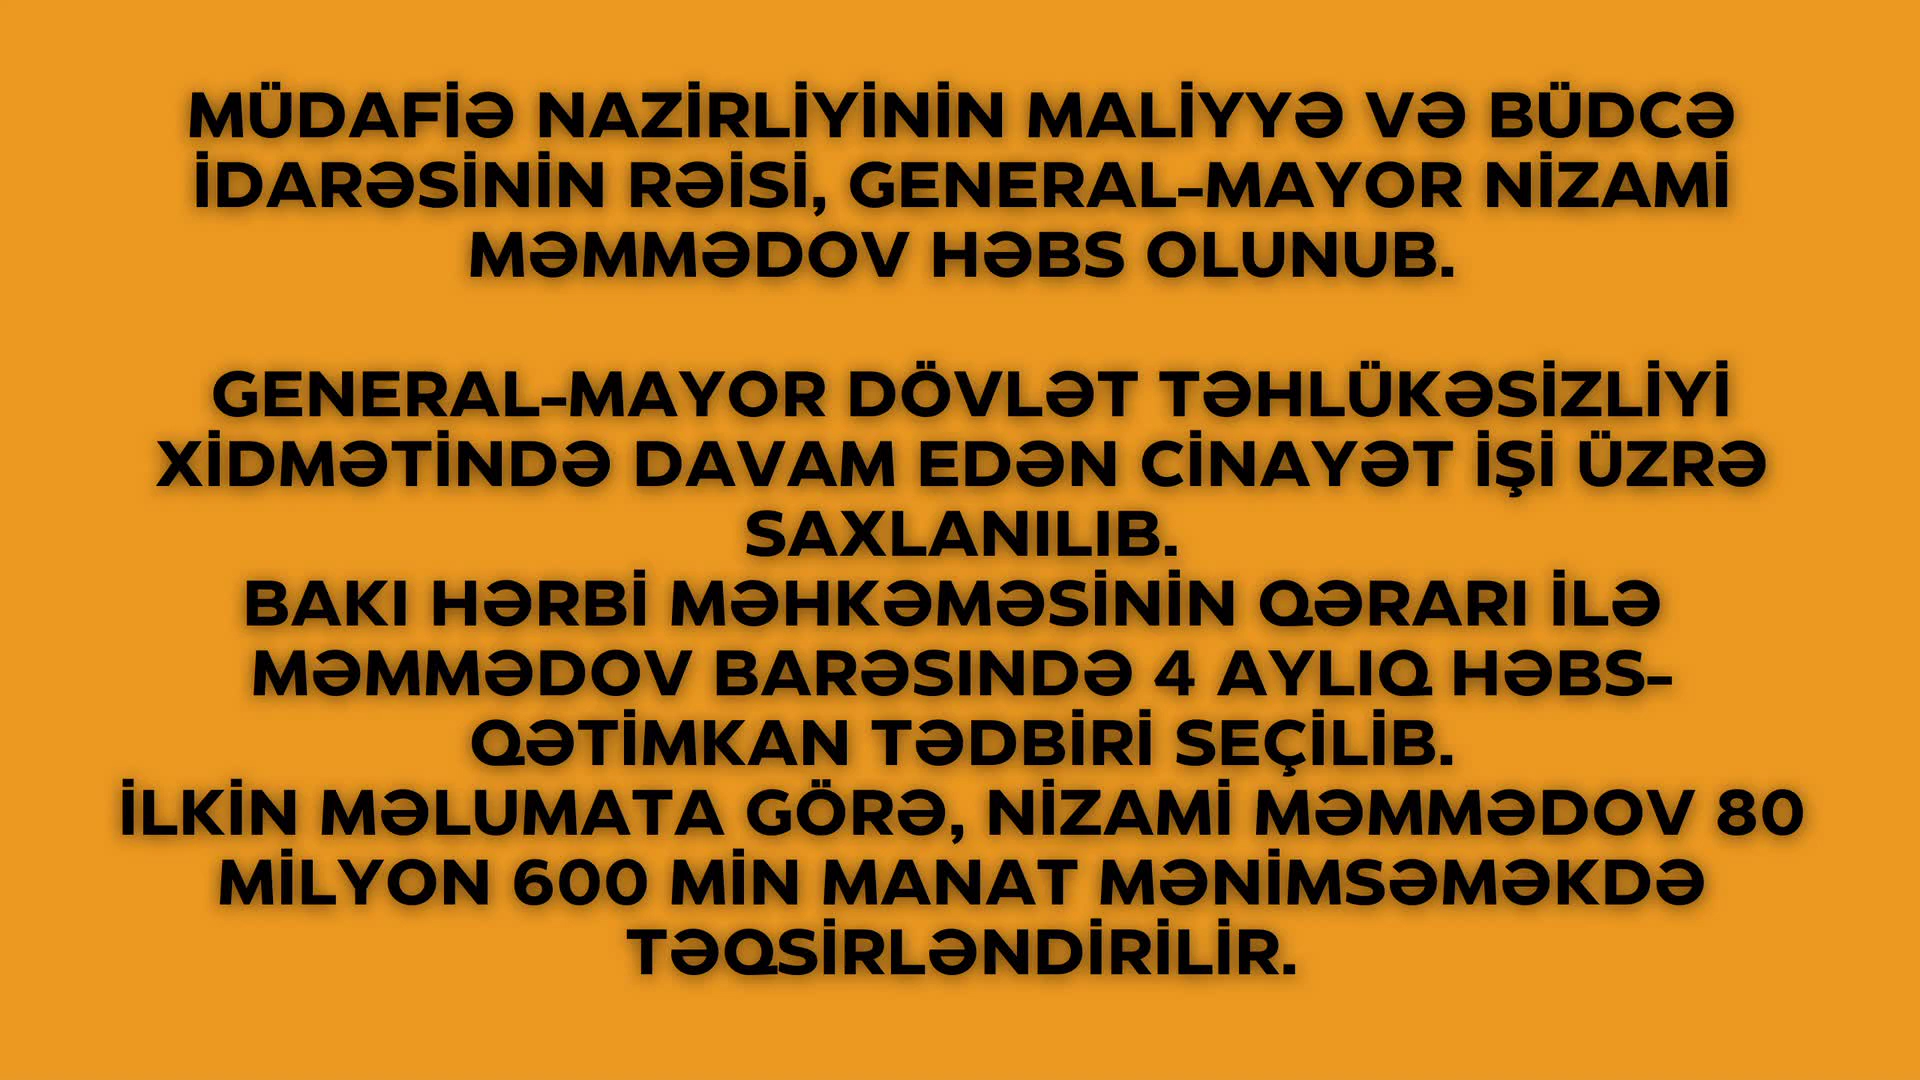 MÜDAFİƏ NAZİRLİYİNİN MALİYYƏ VƏ BÜDCƏ
İDARƏSİNİN RƏİSİ, GENERAL-MAYOR NİZAMİ
MƏMMƏDOV HƏBS OLUNUB.
GENERAL-MAYOR DÖVLƏT TƏHLÜKƏSİZLİYİ
XİDMƏTİNDƏ DAVAM EDƏN CİNAYƏT İŞİ ÜZRƏ
SAXLANILIB.
BAKI HƏRBİ MƏHKƏMƏSİNİN QƏRARI İLƏ
MƏMMƏDOV BARƏSINDƏ 4 AYLIQ HƏBS-
QƏTİMKAN TƏDBİRİ SEÇİLİB.
İLKİN MƏLUMATA GÖRƏ, NİZAMİ MƏMMƏDOV 80
MİLYON 600 MİN MANAT MƏNİMSƏMƏKDƏ
TƏQSİRLƏNDİRİLİR.